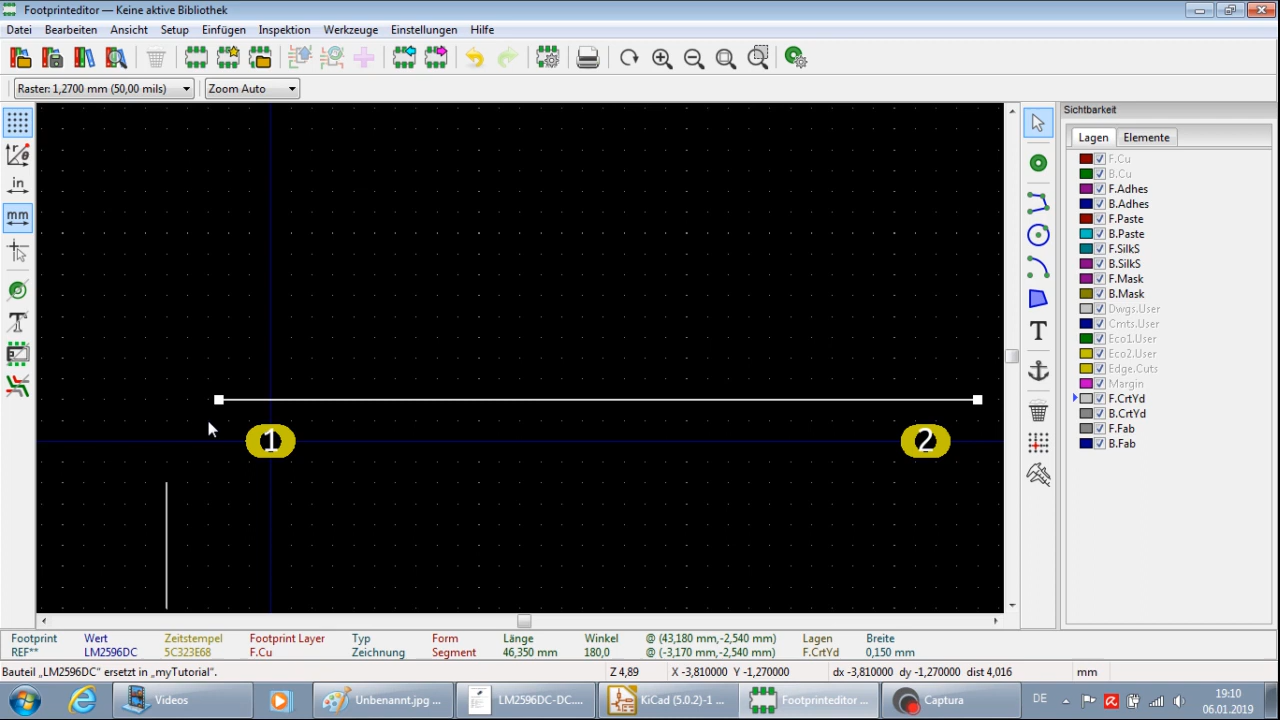 Footprinteditor — Keine aktive Bibliothek
Datei Bearbeiten Ansicht Setup Einfügen Inspektion Werkzeuge Einstellungen Hilfe
Raster: 1,2700 mm (50,00 mils) Zoom Auto
in
mm
T
1
2
T
Sichtbarkeit
Lagen Elemente
F.Cu
B.Cu
F.Adhes
B.Adhes
F.Paste
B.Paste
F.SilkS
B.SilkS
F.Mask
B.Mask
Dwgs.User
Cmts.User
Eco1.User
Eco2.User
Edge.Cuts
Margin
F.CrtYd
B.CrtYd
F.Fab
B.Fab
Footprint Wert Zeitstempel Footprint Layer Typ Form Länge Winkel @ (43,180 mm,-2,540 mm) Lagen Breite
REF** LM2596DC 5C323E68 F.Cu Zeichnung Segment 46,350 mm 180,0 @ (-3,170 mm,-2,540 mm) F.CrtYd 0,150 mm
Bauteil „LM2596DC“ ersetzt in „myTutorial“. Z 4,89 X -3,810000 Y -1,270000 dx -3,810000 dy -1,270000 dist 4,016 mm
Videos Unbenannt.jpg ... LM2596DC-DC.... KiCad (5.0.2)-1 ... Footprinteditor ... Captura DE 19:10
06.01.2019